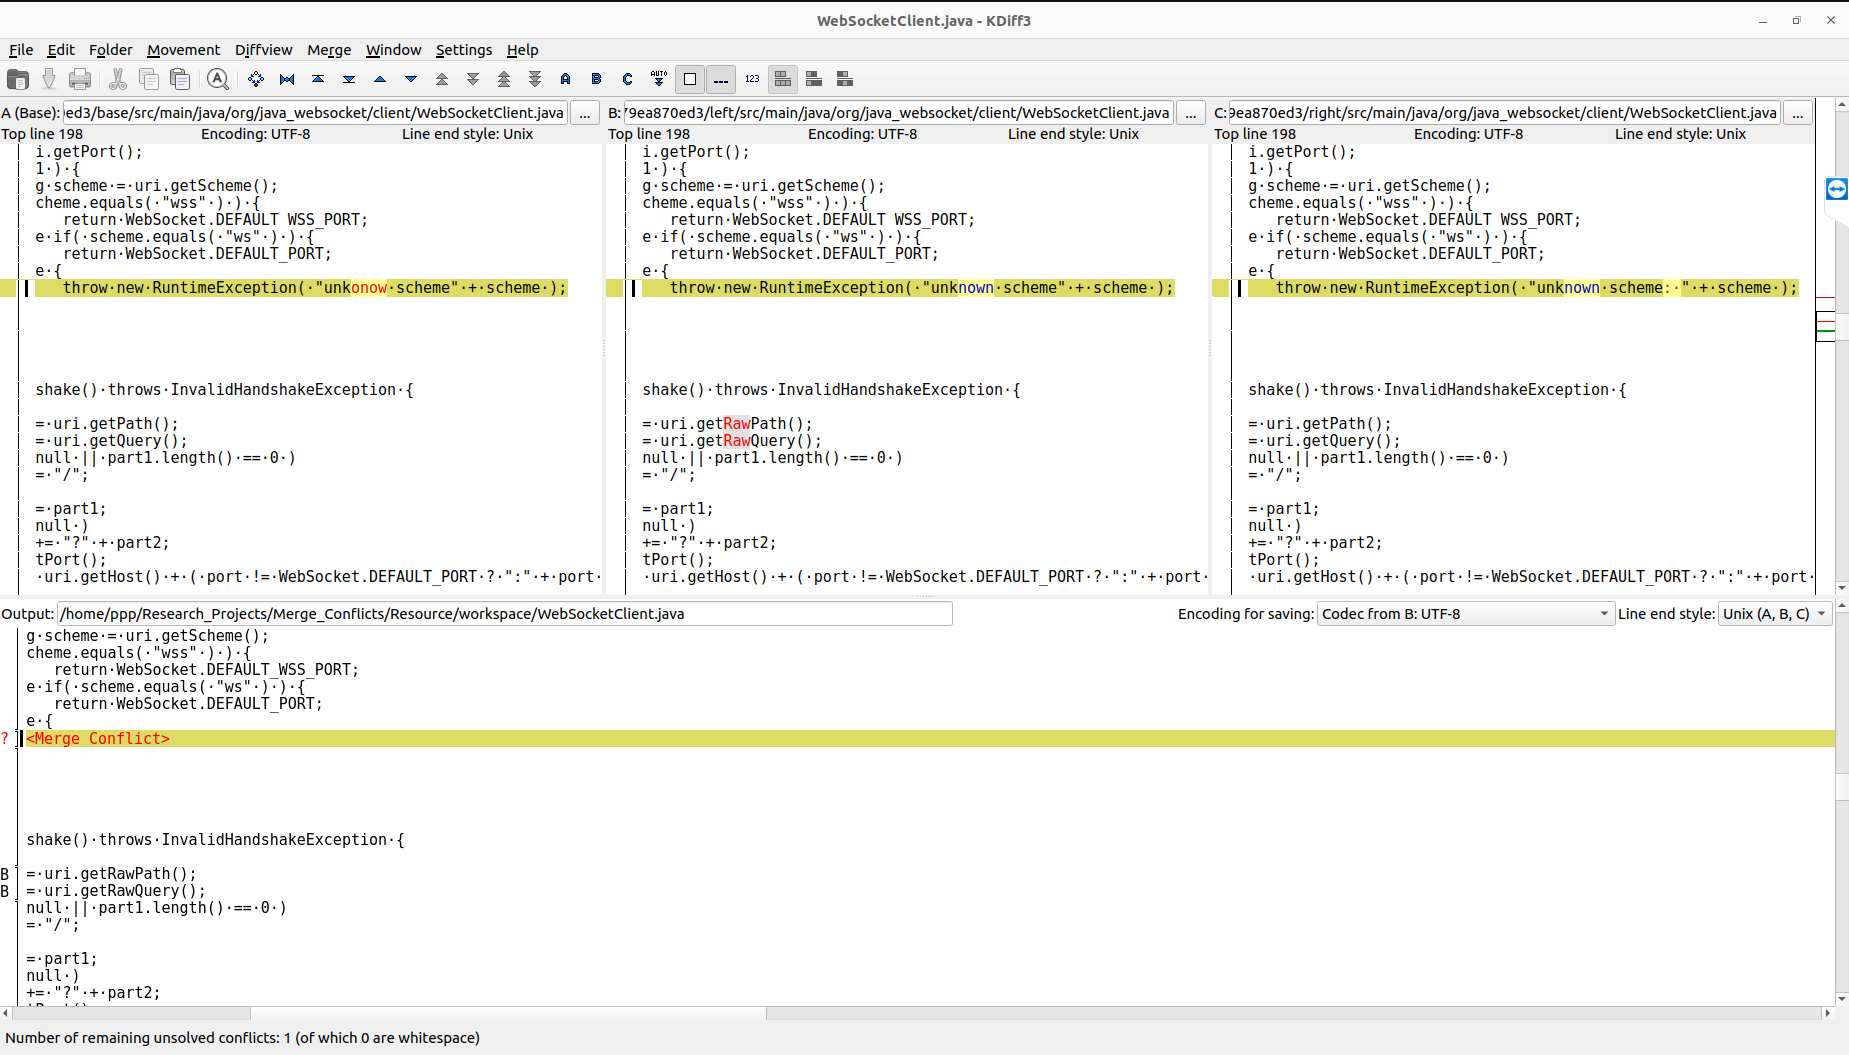 WebSocketClient.java - KDiff3
File Edit Folder Movement Diffview Merge Window Settings Help
A B C AUTO 123
A (Base): ed3/base/src/main/java/org/java_websocket/client/WebSocketClient.java ...
Top line 198 Encoding: UTF-8 Line end style: Unix
i.getPort();
1·)·{
g·scheme·=·uri.getScheme();
cheme.equals(·"wss"·)·)·{
return·WebSocket.DEFAULT_WSS_PORT;
e·if(·scheme.equals(·"ws"·)·)·{
return·WebSocket.DEFAULT_PORT;
e·{
throw·new·RuntimeException(·"unkonow·scheme"·+·scheme·);
shake()·throws·InvalidHandshakeException·{
=·uri.getPath();
=·uri.getQuery();
null·||·part1.length()·==·0·)
=·"/";
=·part1;
null·)
+=·"?"·+·part2;
tPort();
·uri.getHost()·+·(·port·!=·WebSocket.DEFAULT_PORT·?·":"·+·port·
B: 79ea870ed3/left/src/main/java/org/java_websocket/client/WebSocketClient.java ...
Top line 198 Encoding: UTF-8 Line end style: Unix
i.getPort();
1·)·{
g·scheme·=·uri.getScheme();
cheme.equals(·"wss"·)·)·{
return·WebSocket.DEFAULT_WSS_PORT;
e·if(·scheme.equals(·"ws"·)·)·{
return·WebSocket.DEFAULT_PORT;
e·{
throw·new·RuntimeException(·"unknown·scheme"·+·scheme·);
shake()·throws·InvalidHandshakeException·{
=·uri.getRawPath();
=·uri.getRawQuery();
null·||·part1.length()·==·0·)
=·"/";
=·part1;
null·)
+=·"?"·+·part2;
tPort();
·uri.getHost()·+·(·port·!=·WebSocket.DEFAULT_PORT·?·":"·+·port·
C: 9ea870ed3/right/src/main/java/org/java_websocket/client/WebSocketClient.java ...
Top line 198 Encoding: UTF-8 Line end style: Unix
i.getPort();
1·)·{
g·scheme·=·uri.getScheme();
cheme.equals(·"wss"·)·)·{
return·WebSocket.DEFAULT_WSS_PORT;
e·if(·scheme.equals(·"ws"·)·)·{
return·WebSocket.DEFAULT_PORT;
e·{
throw·new·RuntimeException(·"unknown·scheme:·"·+·scheme·);
shake()·throws·InvalidHandshakeException·{
=·uri.getPath();
=·uri.getQuery();
null·||·part1.length()·==·0·)
=·"/";
=·part1;
null·)
+=·"?"·+·part2;
tPort();
·uri.getHost()·+·(·port·!=·WebSocket.DEFAULT_PORT·?·":"·+·port·
Output: /home/ppp/Research_Projects/Merge_Conflicts/Resource/workspace/WebSocketClient.java Encoding for saving: Codec from B: UTF-8 Line end style: Unix (A, B, C)
g·scheme·=·uri.getScheme();
cheme.equals(·"wss"·)·)·{
return·WebSocket.DEFAULT_WSS_PORT;
e·if(·scheme.equals(·"ws"·)·)·{
return·WebSocket.DEFAULT_PORT;
e·{
? <Merge Conflict>
shake()·throws·InvalidHandshakeException·{
B =·uri.getRawPath();
B =·uri.getRawQuery();
null·||·part1.length()·==·0·)
=·"/";
=·part1;
null·)
+=·"?"·+·part2;
tPort()
Number of remaining unsolved conflicts: 1 (of which 0 are whitespace)